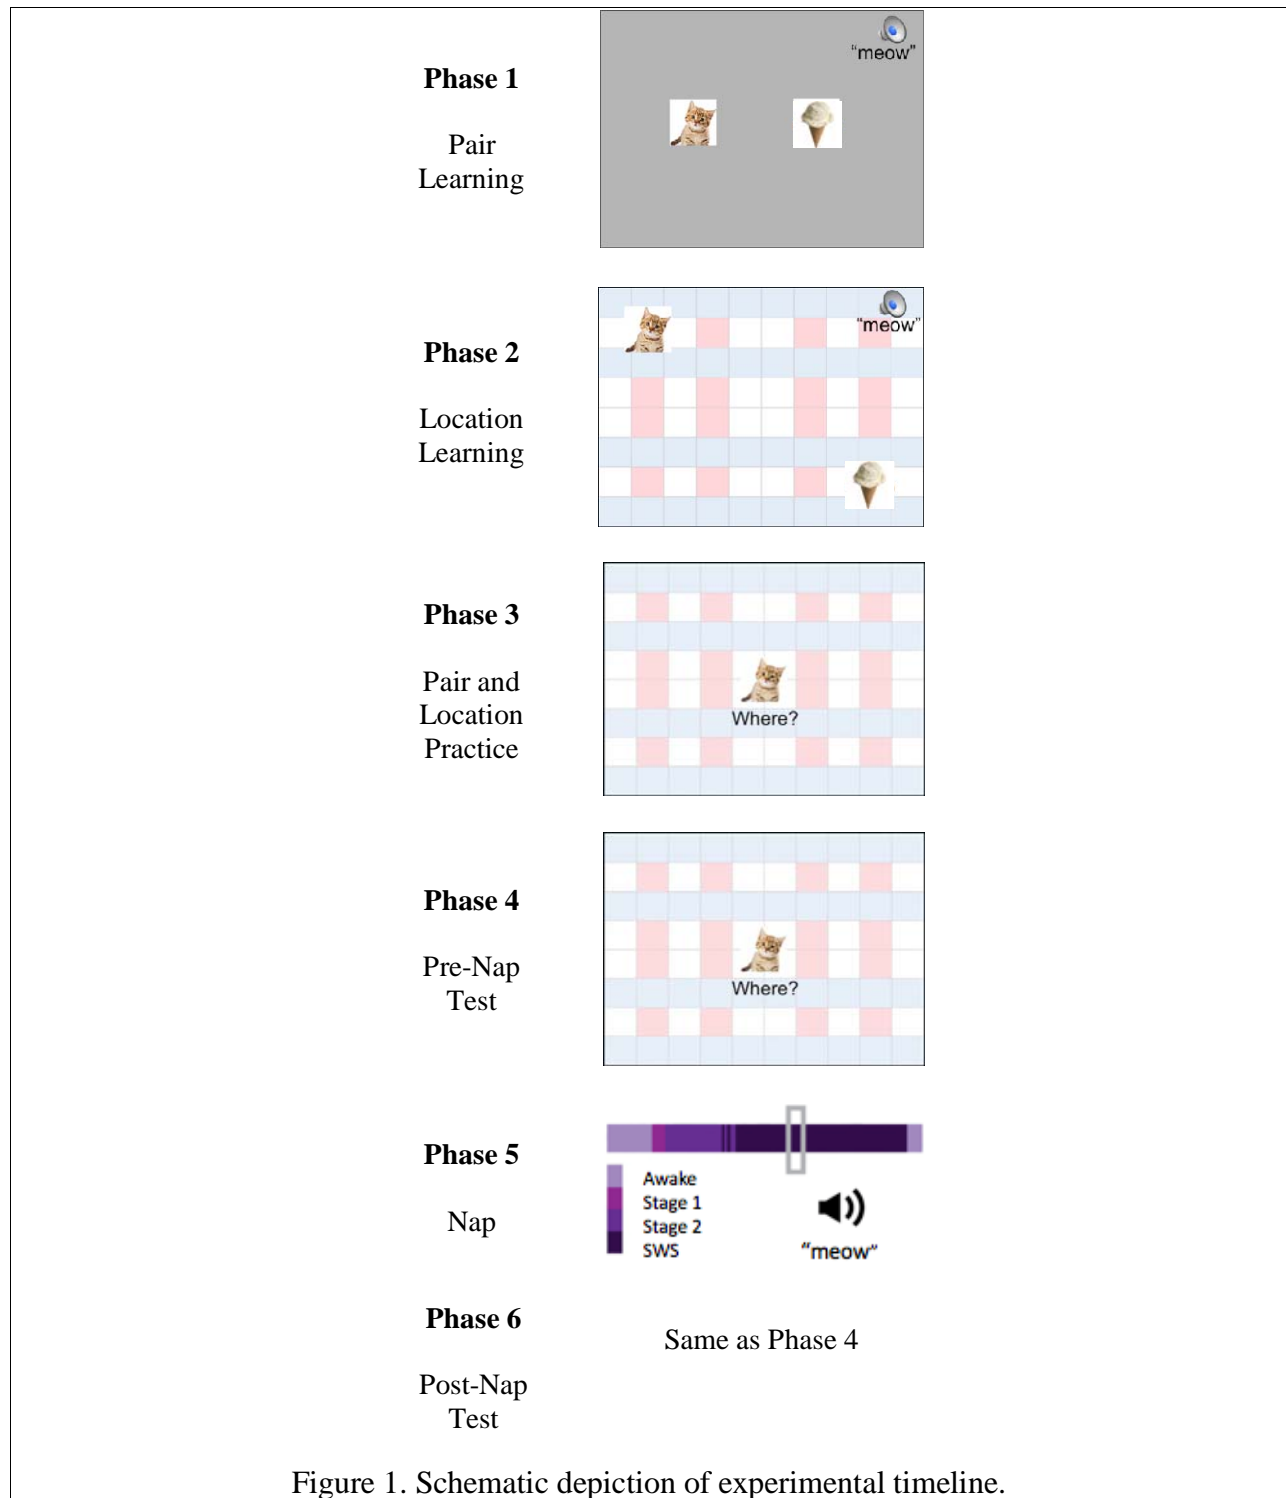 “meow”
Phase 1
Pair
Learning
“meow”
Phase 2
Location
Learning
Phase 3
Pair and
Location
Practice
Where?
Phase 4
Pre-Nap
Test
Where?
Phase 5
Nap
Awake
Stage 1
Stage 2
SWS
“meow”
Phase 6
Same as Phase 4
Post-Nap
Test
Figure 1. Schematic depiction of experimental timeline.